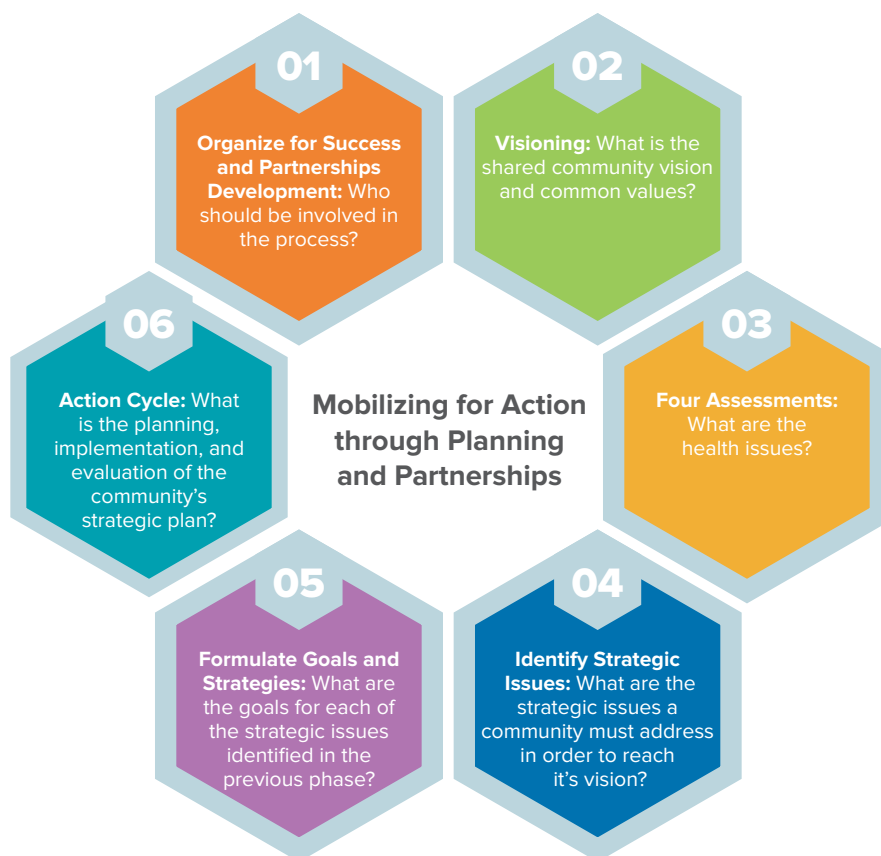 01
Organize for Success
and Partnerships
Development: Who
should be involved in
the process?
02
Visioning: What is the
shared community vision
and common values?
03
Four Assessments:
What are the
health issues?
04
Identify Strategic
Issues: What are the
strategic issues a
community must address
in order to reach
it’s vision?
05
Formulate Goals and
Strategies: What are
the goals for each of
the strategic issues
identified in the
previous phase?
06
Action Cycle: What
is the planning,
implementation, and
evaluation of the
community’s
strategic plan?
Mobilizing for Action
through Planning
and Partnerships